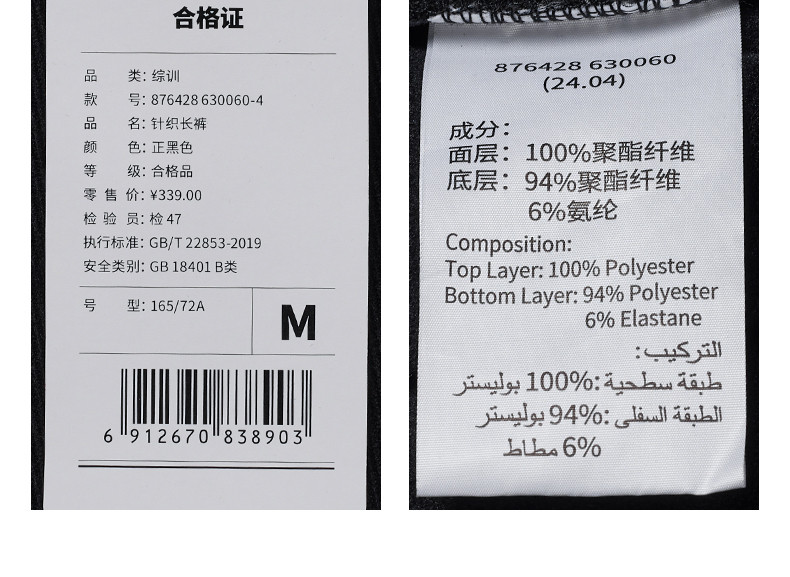 合格证
品 类: 综训
款 号: 876428 630060-4
品 名: 针织长裤
颜 色: 正黑色
等 级: 合格品
零 售 价: ¥339.00
检 验 员: 检 47
执行标准: GB/T 22853-2019
安全类别: GB 18401 B类
号 型: 165/72A
M
6 912670 838903
876428 630060
(24.04)
成分：
面层：100%聚酯纤维
底层：94%聚酯纤维
6%氨纶
Composition:
Top Layer: 100% Polyester
Bottom Layer: 94% Polyester
6% Elastane
التركيب:
طبقة سطحية:100% بوليستر
الطبقة السفلى:94% بوليستر
6% مطاط